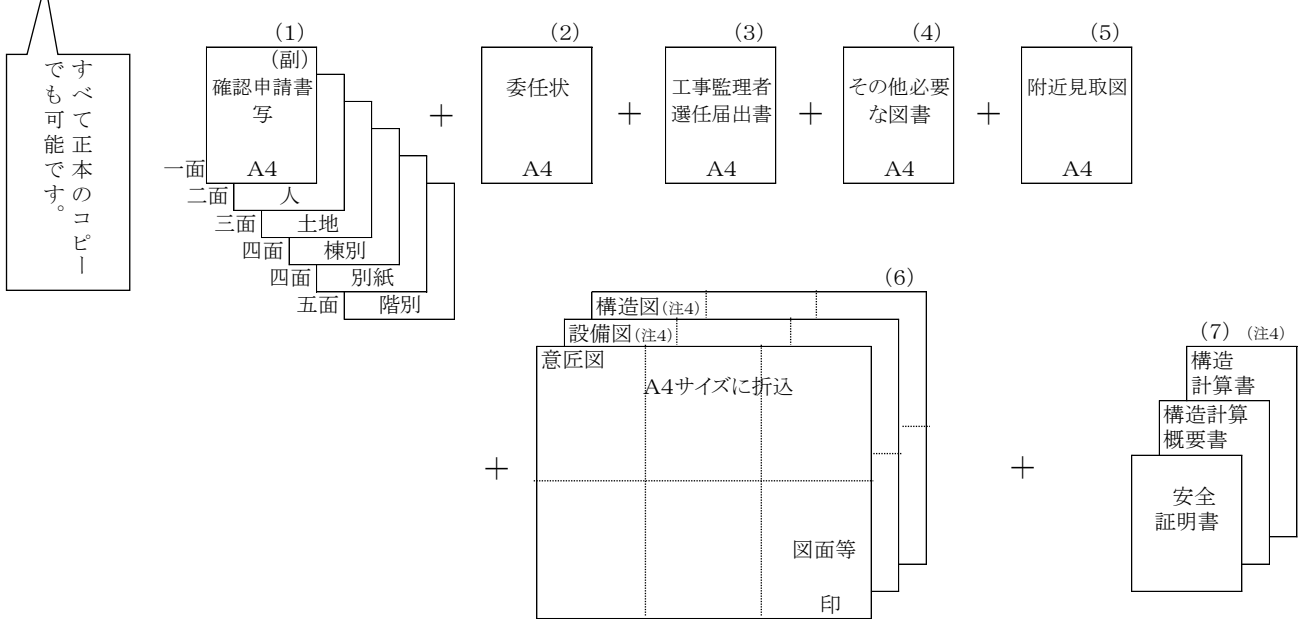 すべて正本のコピー
でも可能です。
(1)
(副)
確認申請書
写
A4
一面
二面
人
三面
土地
四面
棟別
四面
別紙
五面
階別
+
(2)
委任状
A4
+
(3)
工事監理者
選任届出書
A4
+
(4)
その他必要
な図書
A4
+
(5)
附近見取図
A4
+
(6)
構造図(注4)
設備図(注4)
意匠図
A4サイズに折込
図面等
印
+
(7) (注4)
構造
計算書
構造計算
概要書
安全
証明書